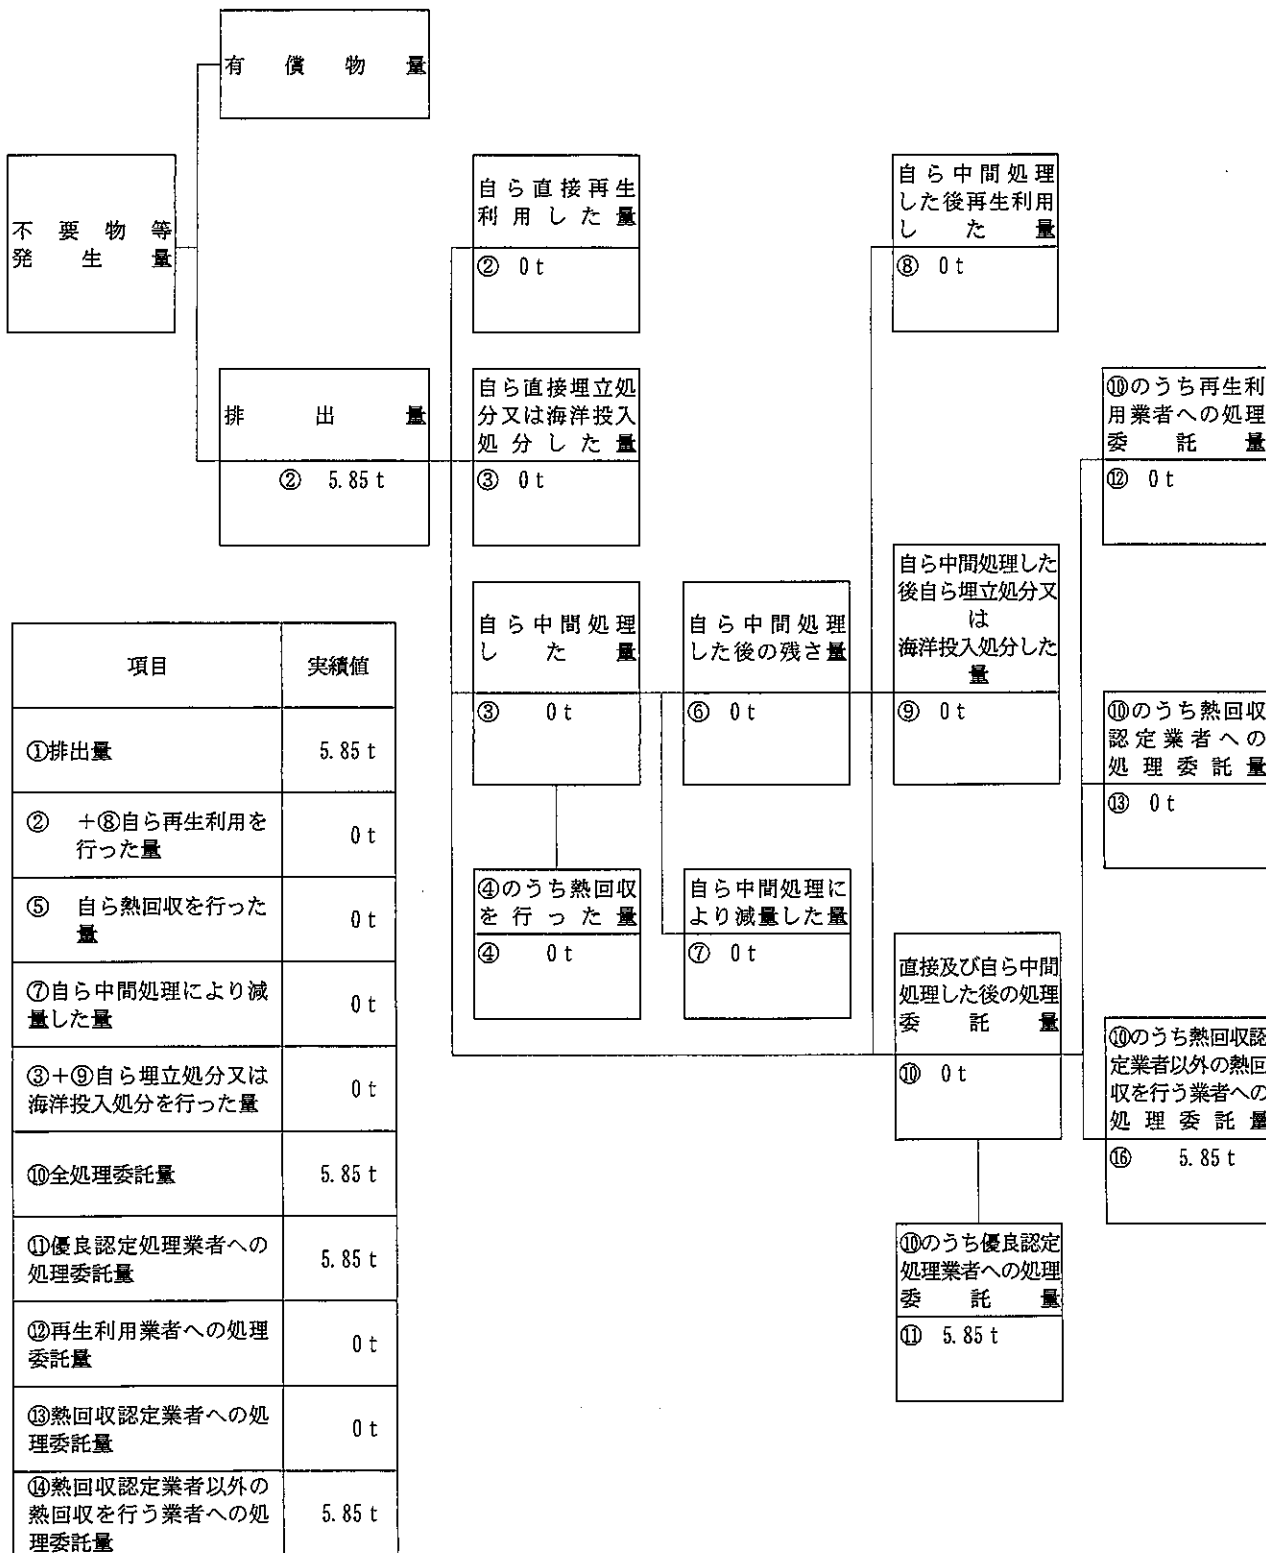 有償物量
不要物等
発生量
自ら直接再生
利用した量
② 0t
自ら中間処理
した後再生利用
した量
⑧ 0t
排出量
② 5.85t
自ら直接埋立処
分又は海洋投入
処分した量
③ 0t
⑩のうち再生利
用業者への処理
委託量
⑫ 0t
自ら中間処理
した量
③ 0t
自ら中間処理
した後の残さ量
⑥ 0t
自ら中間処理した
後自ら埋立処分又
は
海洋投入処分した
量
⑨ 0t
⑩のうち熱回収
認定業者への
処理委託量
⑬ 0t
④のうち熱回収
を行った量
④ 0t
自ら中間処理に
より減量した量
⑦ 0t
直接及び自ら中間
処理した後の処理
委託量
⑩ 0t
⑩のうち熱回収認
定業者以外の熱回
収を行う業者への
処理委託量
⑯ 5.85t
⑩のうち優良認定
処理業者への処理
委託量
⑪ 5.85t
項目 実績値
①排出量 5.85t
② +⑧自ら再生利用を
行った量 0t
⑤ 自ら熱回収を行った
量 0t
⑦自ら中間処理により減
量した量 0t
③+⑨自ら埋立処分又は
海洋投入処分を行った量 0t
⑩全処理委託量 5.85t
⑪優良認定処理業者への
処理委託量 5.85t
⑫再生利用業者への処理
委託量 0t
⑬熱回収認定業者への処
理委託量 0t
⑭熱回収認定業者以外の
熱回収を行う業者への処
理委託量 5.85t